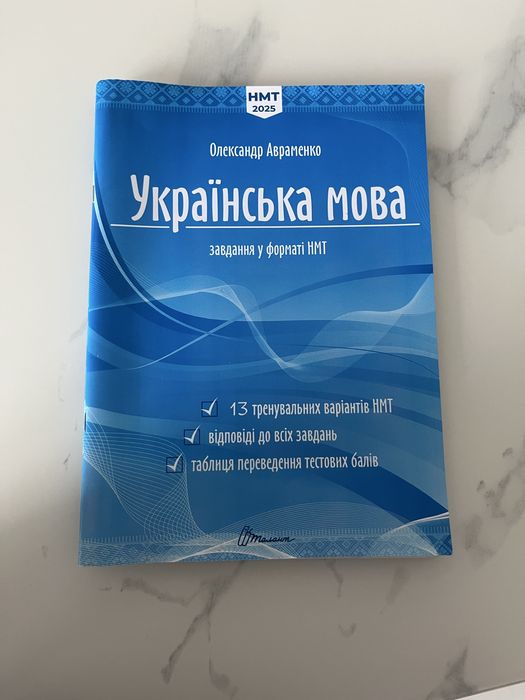 НМТ
2025
Олександр Авраменко
Українська мова
завдання у форматі НМТ
13 тренувальних варіантів НМТ
відповіді до всіх завдань
таблиця переведення тестових балів
Талант